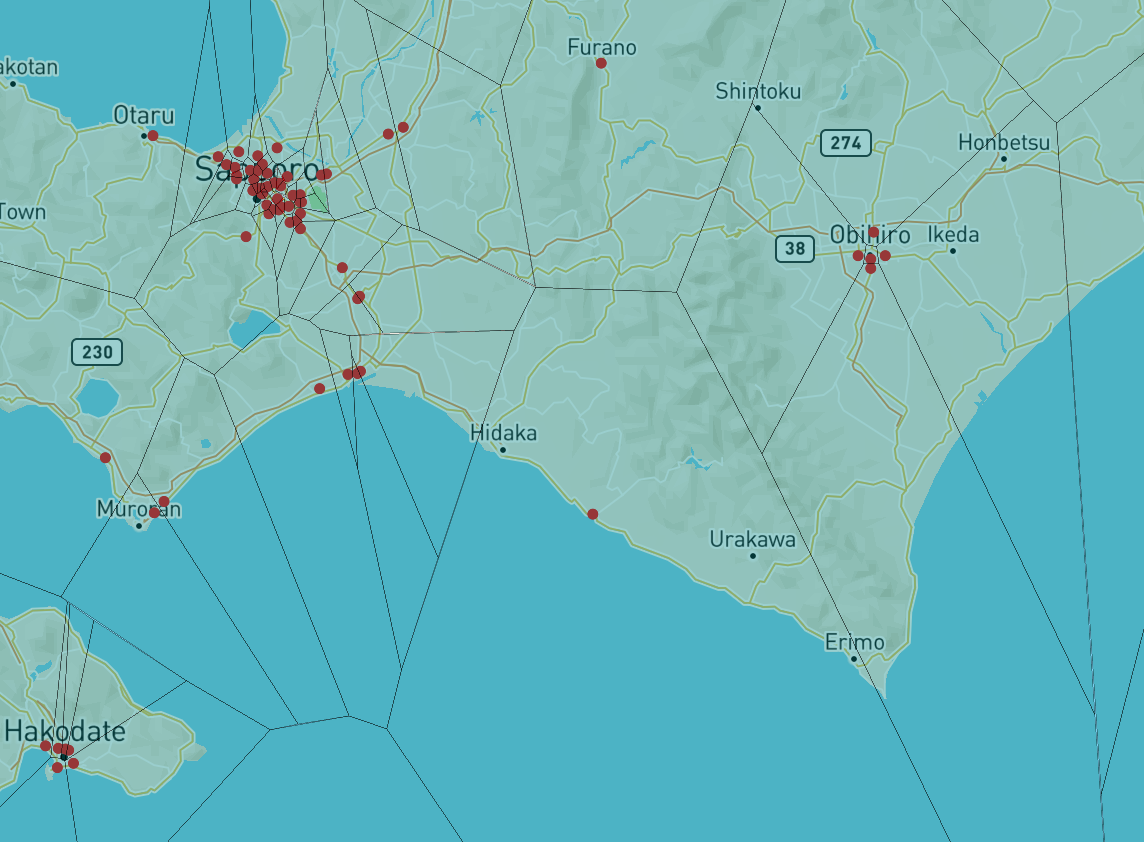 Furano
akotan
Shintoku
Otaru
274
Honbetsu
Sapporo
Town
Obihiro
Ikeda
38
230
Hidaka
Muroran
Urakawa
Erimo
Hakodate